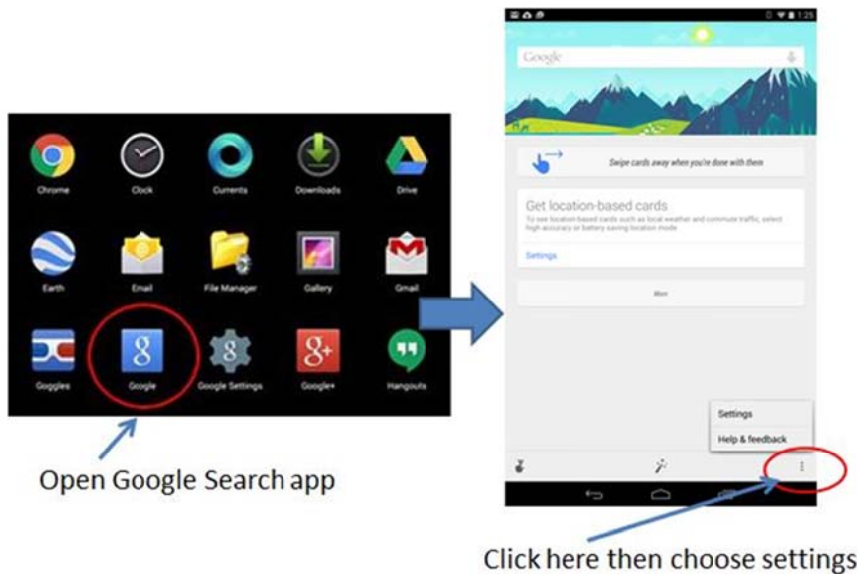 Chrome
Clock
Currents
Downloads
Drive
Earth
Email
File Manager
Gallery
Gmail
Goggles
Google
Google Settings
Google+
Hangouts
Open Google Search app
1:25
Google
Swipe cards away when you're done with them
Get location-based cards
To see location-based cards such as local weather and commute traffic, select
high accuracy or battery saving location mode
Settings
More
Settings
Help & feedback
Click here then choose settings